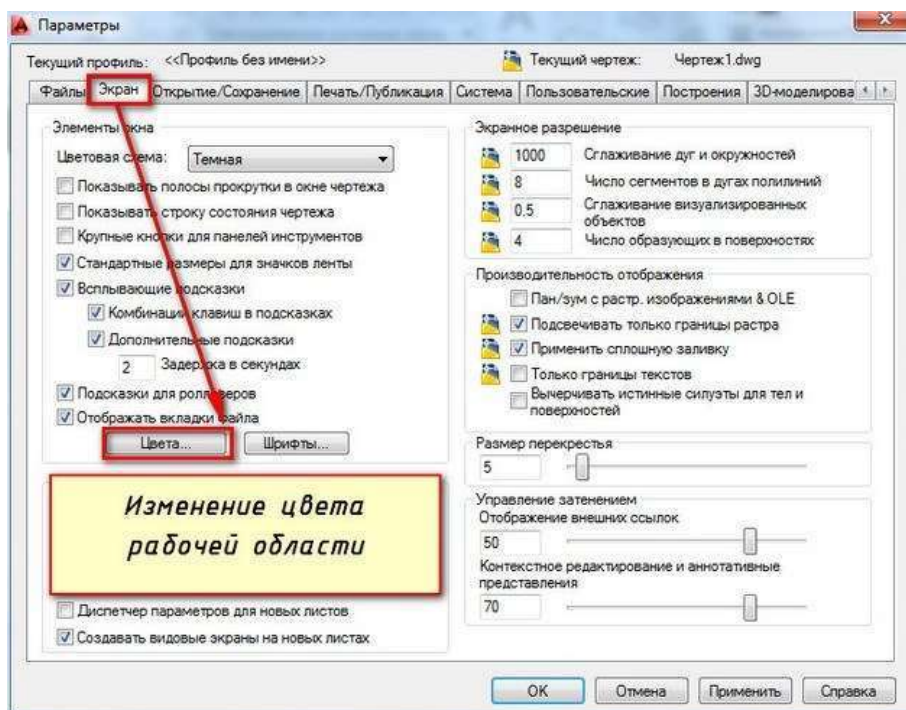 Параметры
Текущий профиль: <<Профиль без имени>> Текущий чертеж: Чертеж1.dwg
Файлы Экран Открытие/Сохранение Печать/Публикация Система Пользовательские Построения 3D-моделирова
Элементы окна
Цветовая схема: Темная
Показывать полосы прокрутки в окне чертежа
Показывать строку состояния чертежа
Крупные кнопки для панелей инструментов
Стандартные размеры для значков ленты
Всплывающие подсказки
Комбинации клавиш в подсказках
Дополнительные подсказки
2 Задержка в секундах
Подсказки для ролловеров
Отображать вкладки файла
Цвета... Шрифты...
Изменение цвета
рабочей области
Диспетчер параметров для новых листов
Создавать видовые экраны на новых листах
Экранное разрешение
1000 Сглаживание дуг и окружностей
8 Число сегментов в дугах полилиний
0.5 Сглаживание визуализированных
объектов
4 Число образующих в поверхностях
Производительность отображения
Пан/зум с растр. изображениями & OLE
Подсвечивать только границы растра
Применить сплошную заливку
Только границы текстов
Вычерчивать истинные силуэты для тел и
поверхностей
Размер перекрестья
5
Управление затенением
Отображение внешних ссылок
50
Контекстное редактирование и аннотативные
представления
70
ОК Отмена Применить Справка